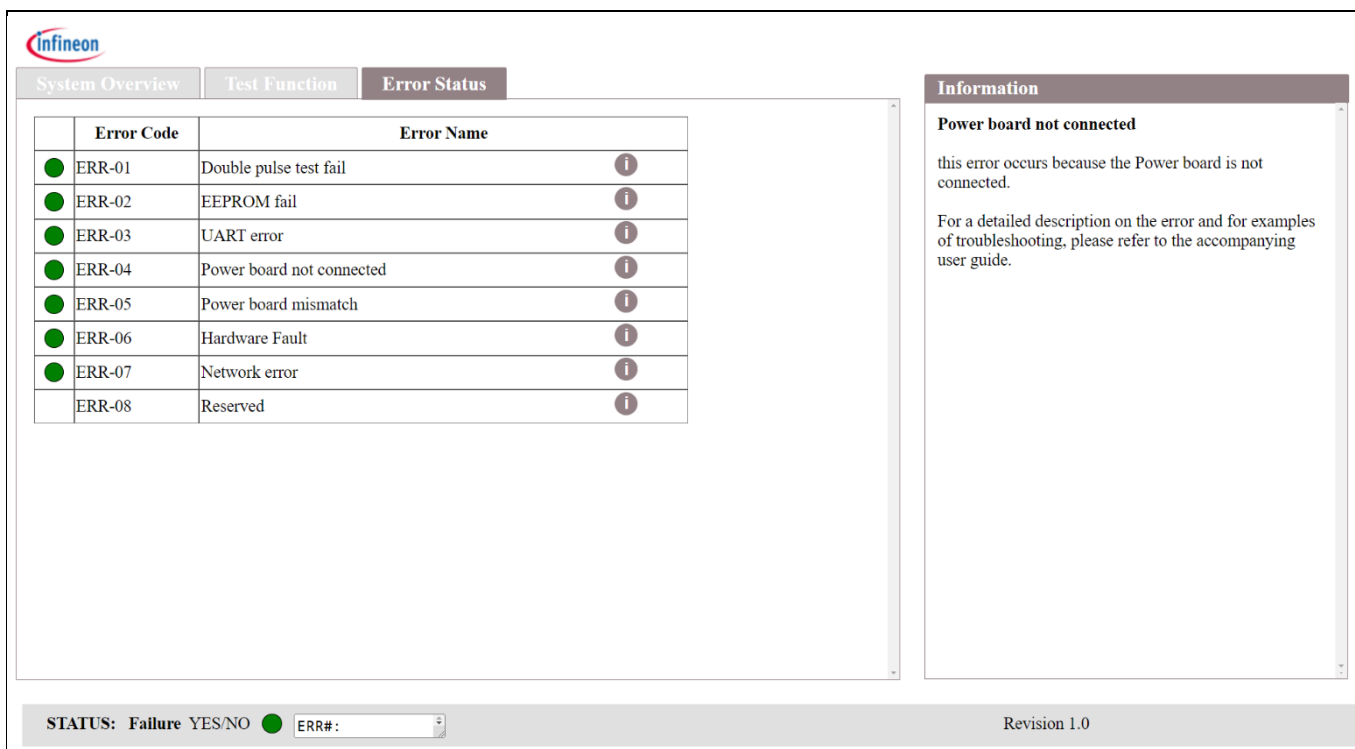 infineon
System Overview Test Function Error Status
Information
Error Code Error Name
ERR-01 Double pulse test fail i
ERR-02 EEPROM fail i
ERR-03 UART error i
ERR-04 Power board not connected i
ERR-05 Power board mismatch i
ERR-06 Hardware Fault i
ERR-07 Network error i
ERR-08 Reserved i
Power board not connected
this error occurs because the Power board is not
connected.
For a detailed description on the error and for examples
of troubleshooting, please refer to the accompanying
user guide.
STATUS: Failure YES/NO ERR#: Revision 1.0